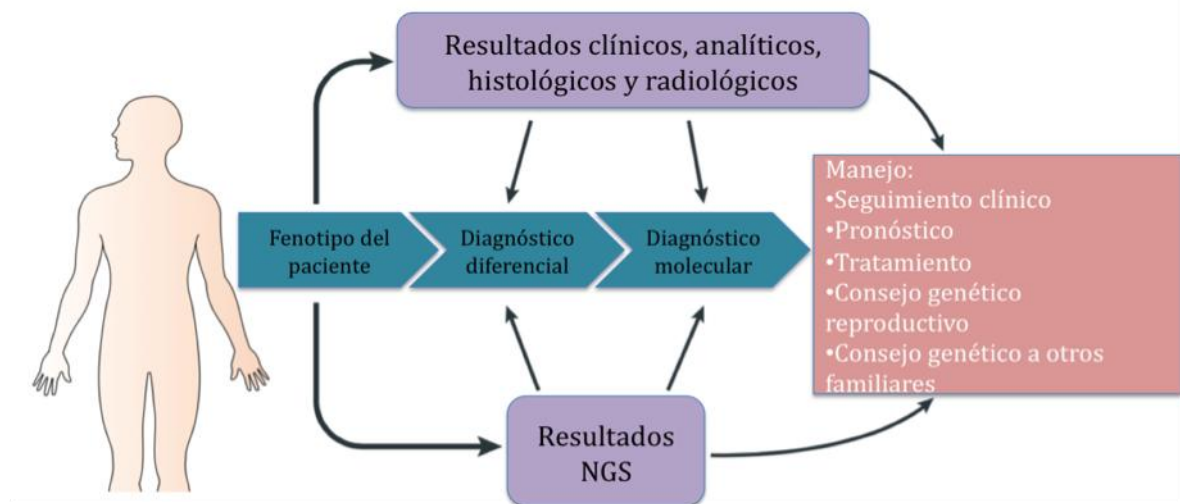 Resultados clínicos, analíticos,
histológicos y radiológicos
Fenotipo del
paciente
Diagnóstico
diferencial
Diagnóstico
molecular
Manejo:
•Seguimiento clínico
•Pronóstico
•Tratamiento
•Consejo genético
reproductivo
•Consejo genético a otros
familiares
Resultados
NGS